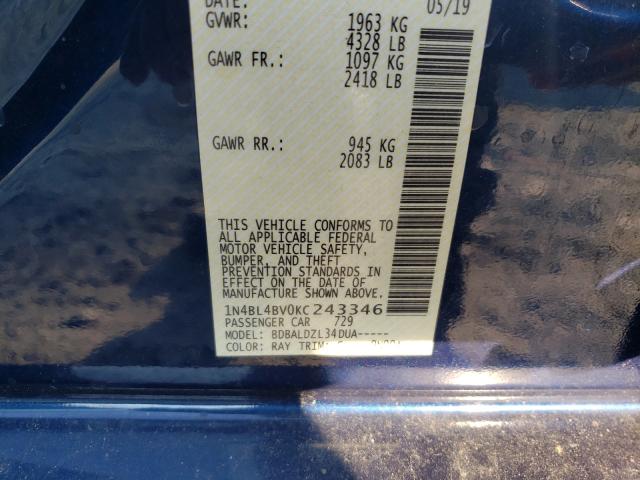 DATE: 05/19
GVWR: 1963 KG
4328 LB
GAWR FR.: 1097 KG
2418 LB
GAWR RR.: 945 KG
2083 LB
THIS VEHICLE CONFORMS TO
ALL APPLICABLE FEDERAL
MOTOR VEHICLE SAFETY,
BUMPER, AND THEFT
PREVENTION STANDARDS IN
EFFECT ON THE DATE OF
MANUFACTURE SHOWN ABOVE.
1N4BL4BV0KC243346
PASSENGER CAR 729
MODEL: BDBALDZL34DUA-----
COLOR: RAY TRIM: